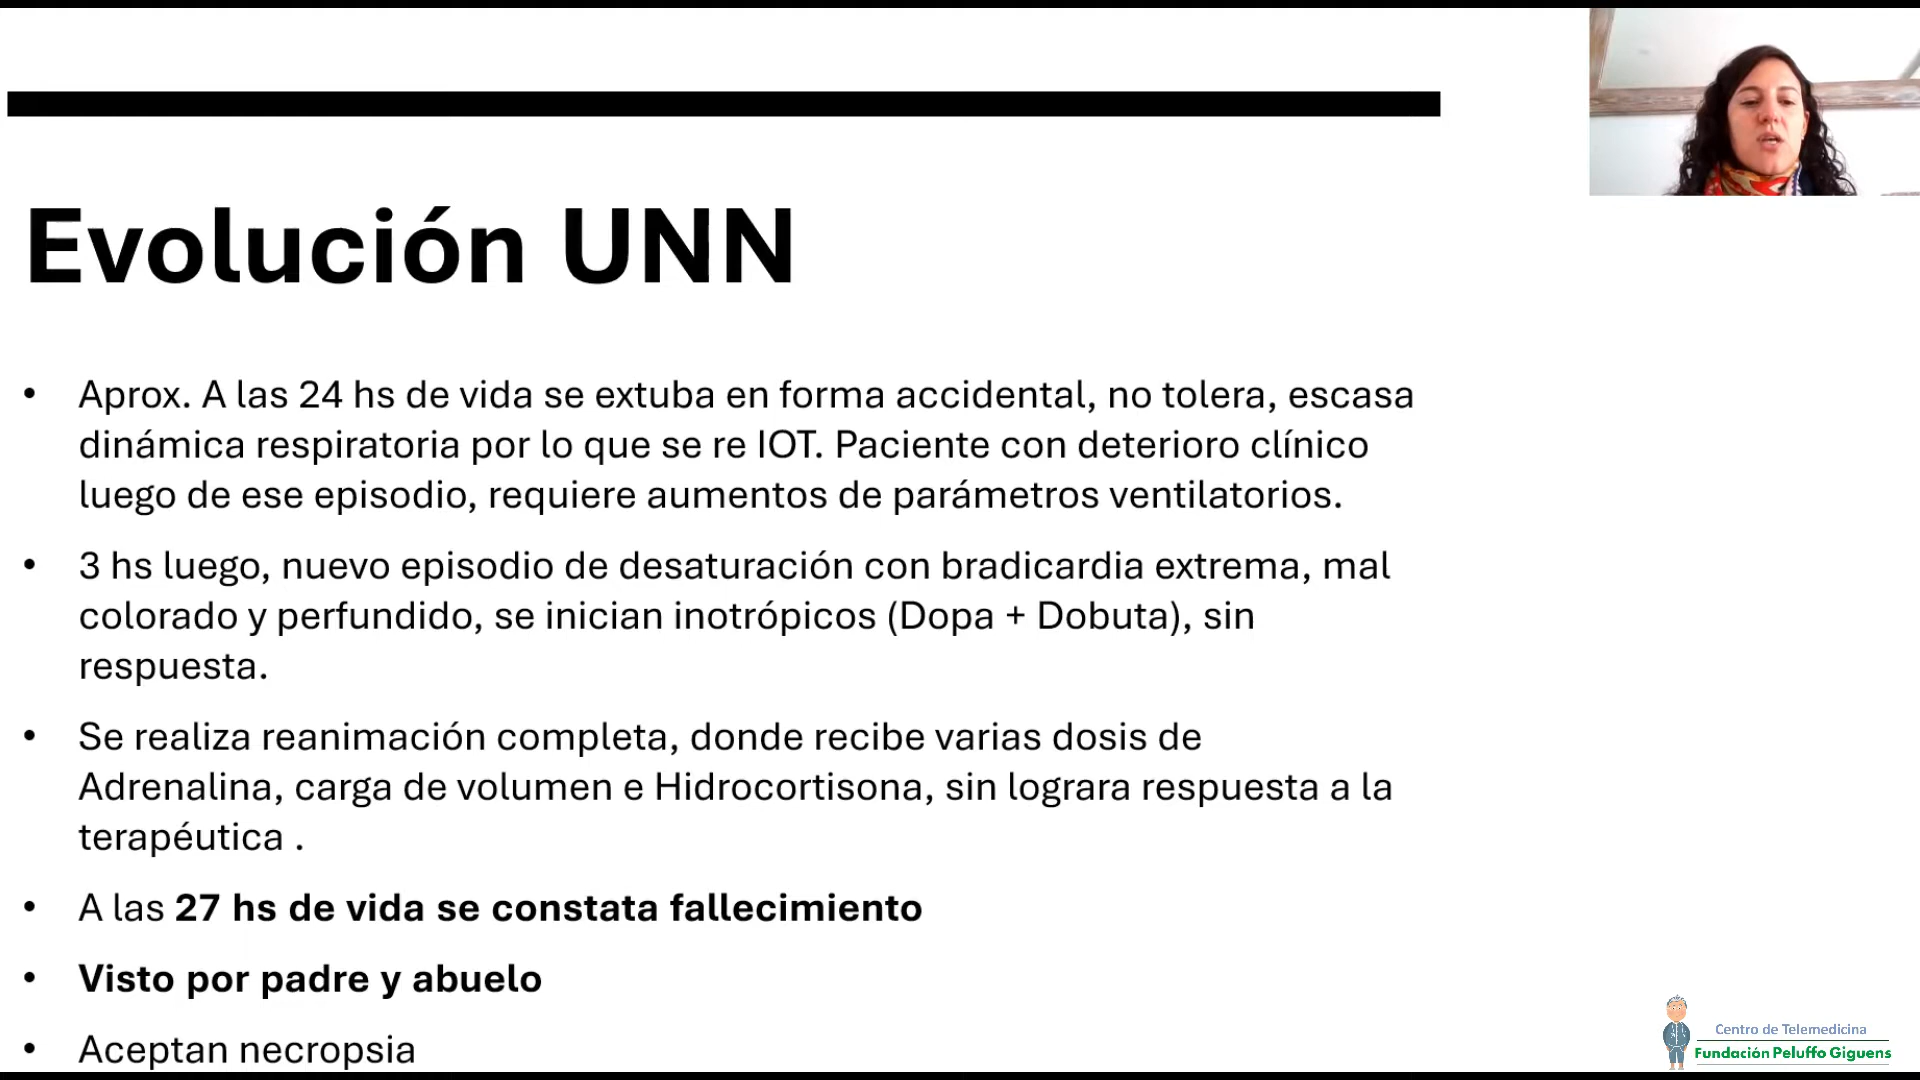 Evolución UNN
• Aprox. A las 24 hs de vida se extuba en forma accidental, no tolera, escasa
dinámica respiratoria por lo que se re IOT. Paciente con deterioro clínico
luego de ese episodio, requiere aumentos de parámetros ventilatorios.
• 3 hs luego, nuevo episodio de desaturación con bradicardia extrema, mal
colorado y perfundido, se inician inotrópicos (Dopa + Dobuta), sin
respuesta.
• Se realiza reanimación completa, donde recibe varias dosis de
Adrenalina, carga de volumen e Hidrocortisona, sin lograra respuesta a la
terapéutica .
• A las 27 hs de vida se constata fallecimiento
• Visto por padre y abuelo
• Aceptan necropsia
Centro de Telemedicina
Fundación Peluffo Giguens